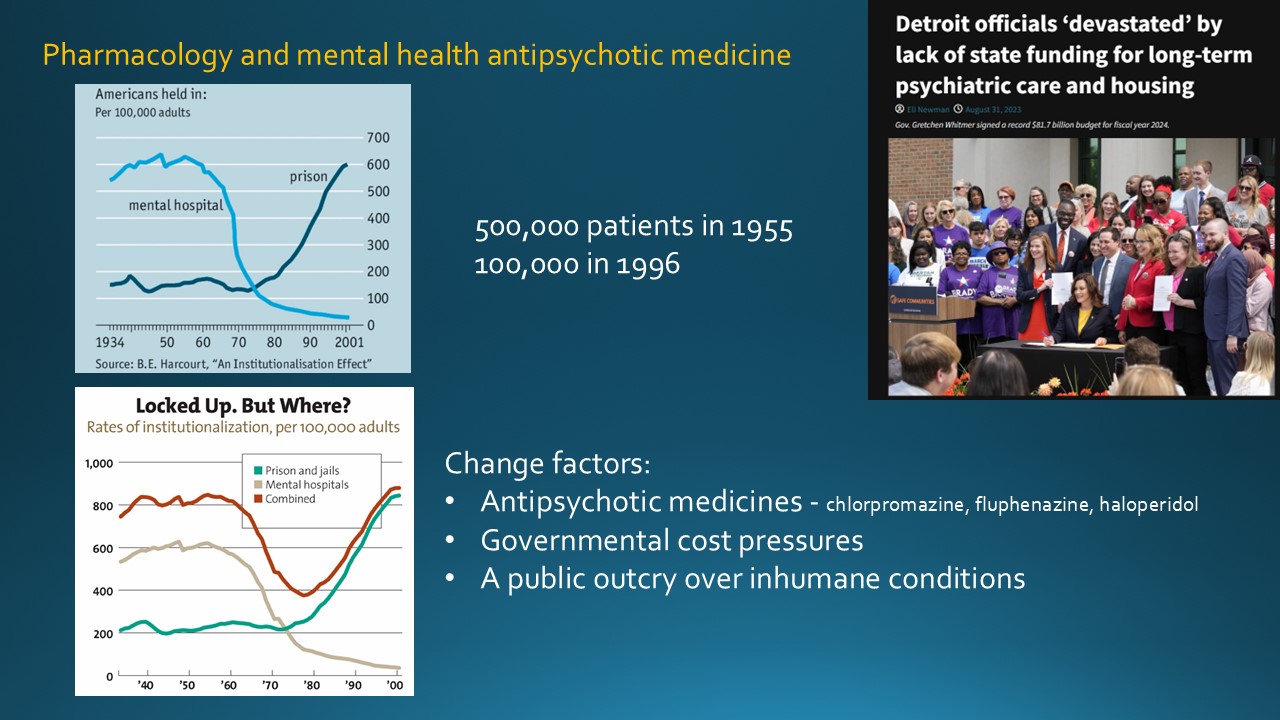 Pharmacology and mental health antipsychotic medicine
Americans held in:
Per 100,000 adults
700
600
500
400
300
200
100
0
prison
mental hospital
1934 50 60 70 80 90 2001
Source: B.E. Harcourt, "An Institutionalisation Effect"
Locked Up. But Where?
Rates of institutionalization, per 100,000 adults
1,000
800
600
400
200
0
Prison and jails
Mental hospitals
Combined
'40 '50 '60 '70 '80 '90 '00
500,000 patients in 1955
100,000 in 1996
Change factors:
• Antipsychotic medicines - chlorpromazine, fluphenazine, haloperidol
• Governmental cost pressures
• A public outcry over inhumane conditions
Detroit officials ‘devastated’ by
lack of state funding for long-term
psychiatric care and housing
Eli Newman August 31, 2023
Gov. Gretchen Whitmer signed a record $81.7 billion budget for fiscal year 2024.
SAFE COMMUNITIES
BRADY